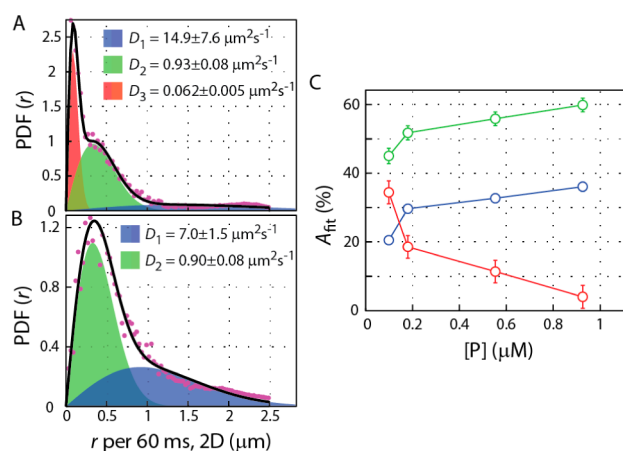 A
D₁ = 14.9±7.6 μm²s⁻¹
D₂ = 0.93±0.08 μm²s⁻¹
D₃ = 0.062±0.005 μm²s⁻¹
PDF (r)
2.5
2
1.5
1
0.5
0
B
D₁ = 7.0±1.5 μm²s⁻¹
D₂ = 0.90±0.08 μm²s⁻¹
PDF (r)
1.2
0.8
0.4
0
0 0.5 1 1.5 2 2.5
r per 60 ms, 2D (μm)
C
A fit (%)
60
40
20
0
0 0.2 0.4 0.6 0.8 1
[P] (μM)